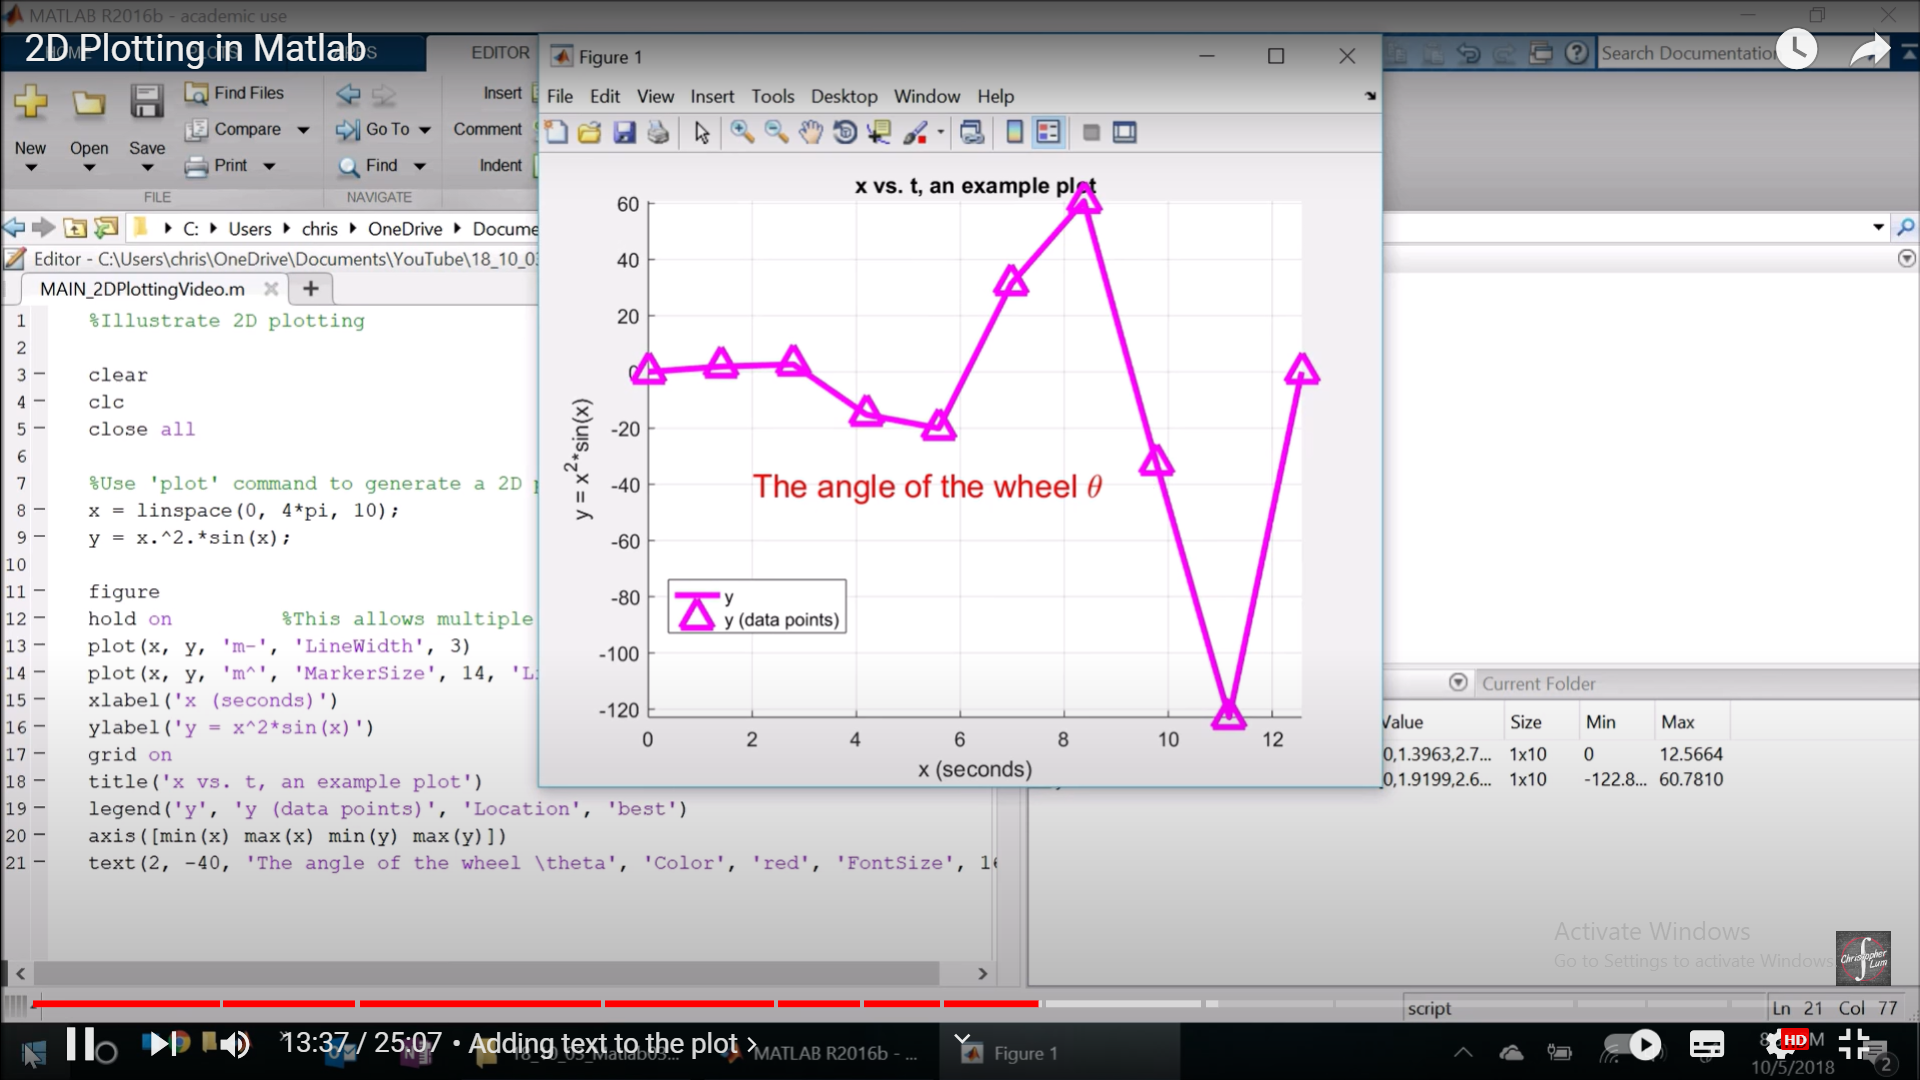 MATLAB R2016b - academic use
2D Plotting in Matlab
EDITOR
Search Documentation
Find Files
Compare
Print
New
Open
Save
FILE
Go To
Find
NAVIGATE
Insert
Comment
Indent
C: Users chris OneDrive Docume
Editor - C:\Users\chris\OneDrive\Documents\YouTube\18_10_0
MAIN_2DPlottingVideo.m
1 %Illustrate 2D plotting
2
3 clear
4 clc
5 close all
6
7 %Use 'plot' command to generate a 2D
8 x = linspace(0, 4*pi, 10);
9 y = x.^2.*sin(x);
10
11 figure
12 hold on %This allows multiple
13 plot(x, y, 'm-', 'LineWidth', 3)
14 plot(x, y, 'm^', 'MarkerSize', 14, 'L
15 xlabel('x (seconds)')
16 ylabel('y = x^2*sin(x)')
17 grid on
18 title('x vs. t, an example plot')
19 legend('y', 'y (data points)', 'Location', 'best')
20 axis([min(x) max(x) min(y) max(y)])
21 text(2, -40, 'The angle of the wheel \theta', 'Color', 'red', 'FontSize', 16
Figure 1
File Edit View Insert Tools Desktop Window Help
x vs. t, an example plot
60
40
20
0
-20
-40
-60
-80
-100
-120
y = x²*sin(x)
The angle of the wheel θ
y
y (data points)
0 2 4 6 8 10 12
x (seconds)
Current Folder
Value Size Min Max
0,1.3963,2.7... 1x10 0 12.5664
0,1.9199,2.6... 1x10 -122.8... 60.7810
Activate Windows
Go to Settings to activate Windows
Christopher Lum
script
Ln 21 Col 77
13:37 / 25:07 • Adding text to the plot
MATLAB R2016b - ...
Figure 1
HD
10/5/2018
2